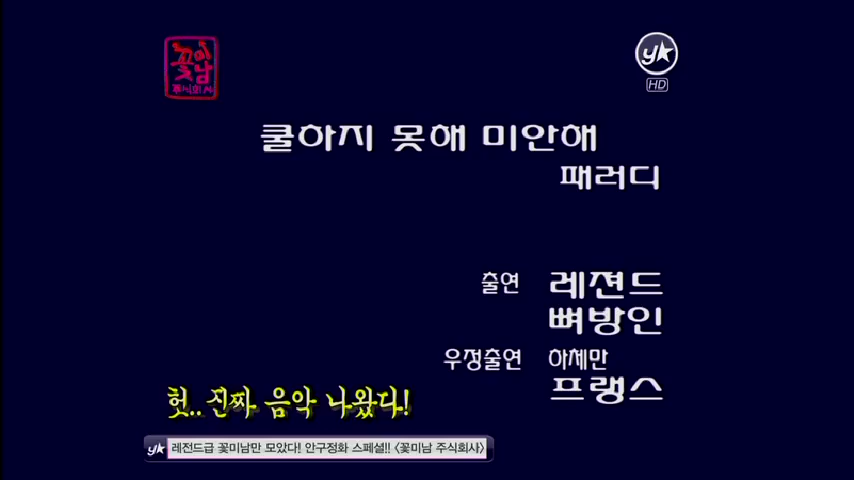 꽃미남
주식회사
yk
HD
쿨하지 못해 미안해
패러디
출연 레젼드
뼈방인
우정출연 하체만
프랭스
헛.. 진짜 음악 나왔다!
yk 레전드급 꽃미남만 모았다! 안구정화 스페셜!! <꽃미남 주식회사>